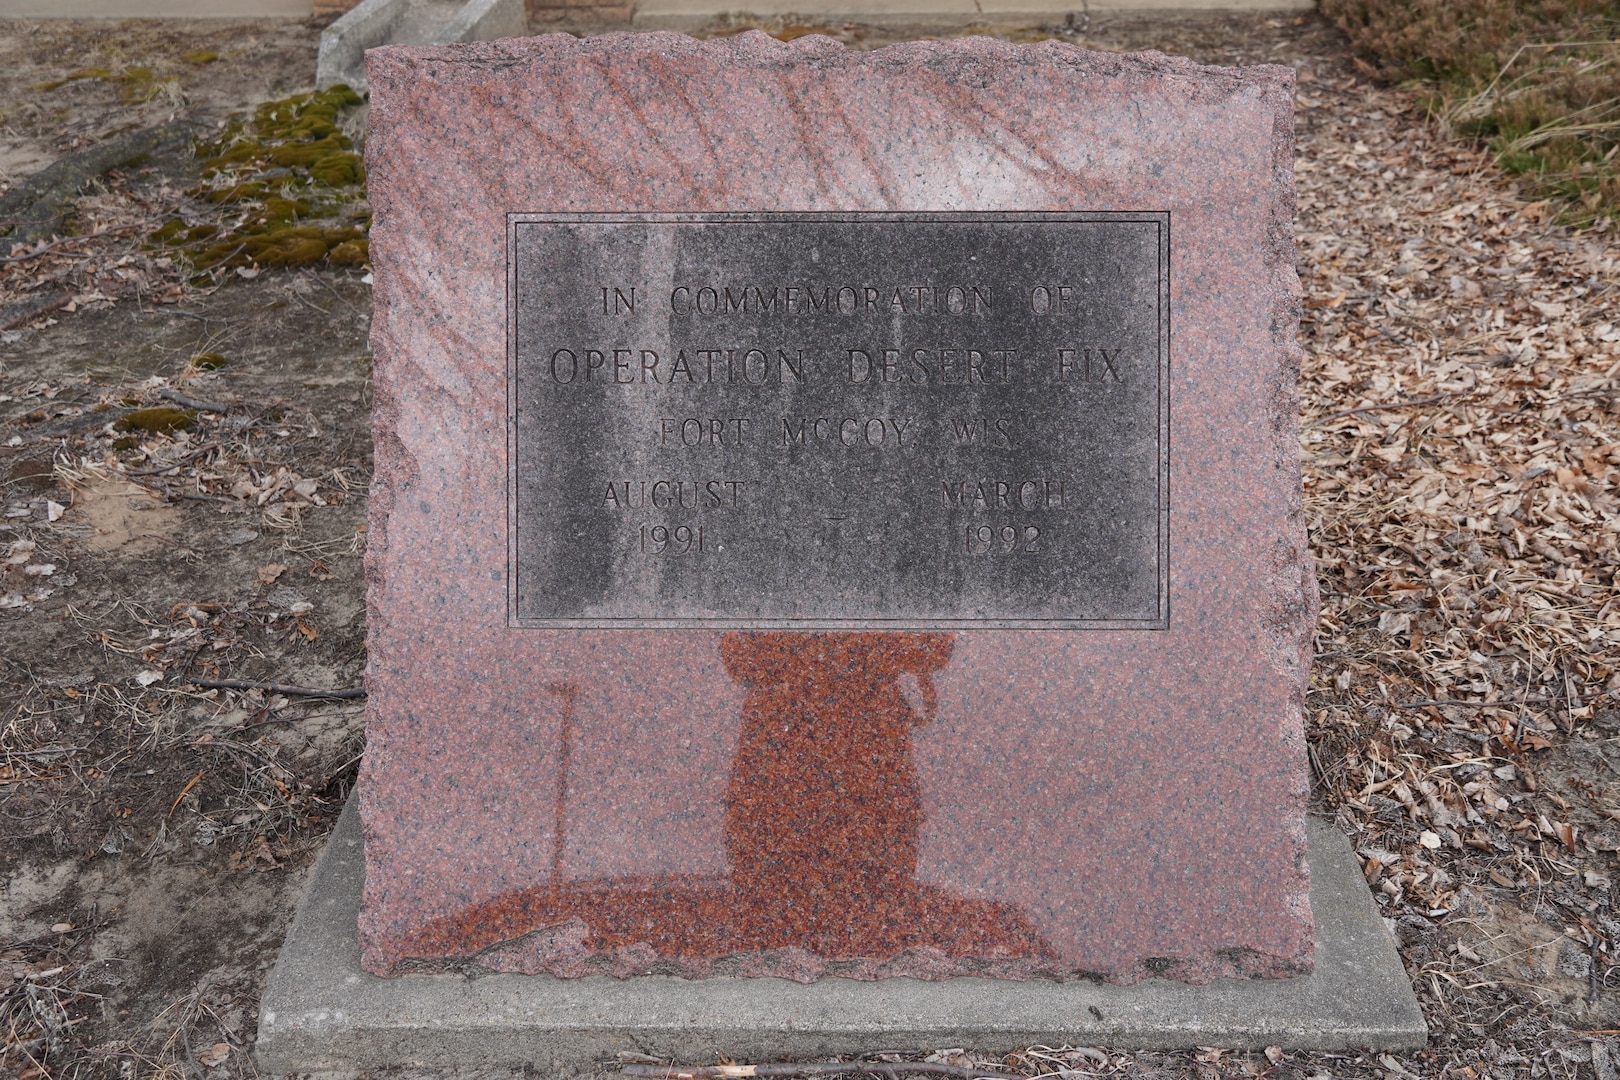 IN COMMEMORATION OF
OPERATION DESERT FIX
FORT McCOY, WIS.
AUGUST – MARCH
1991 1992